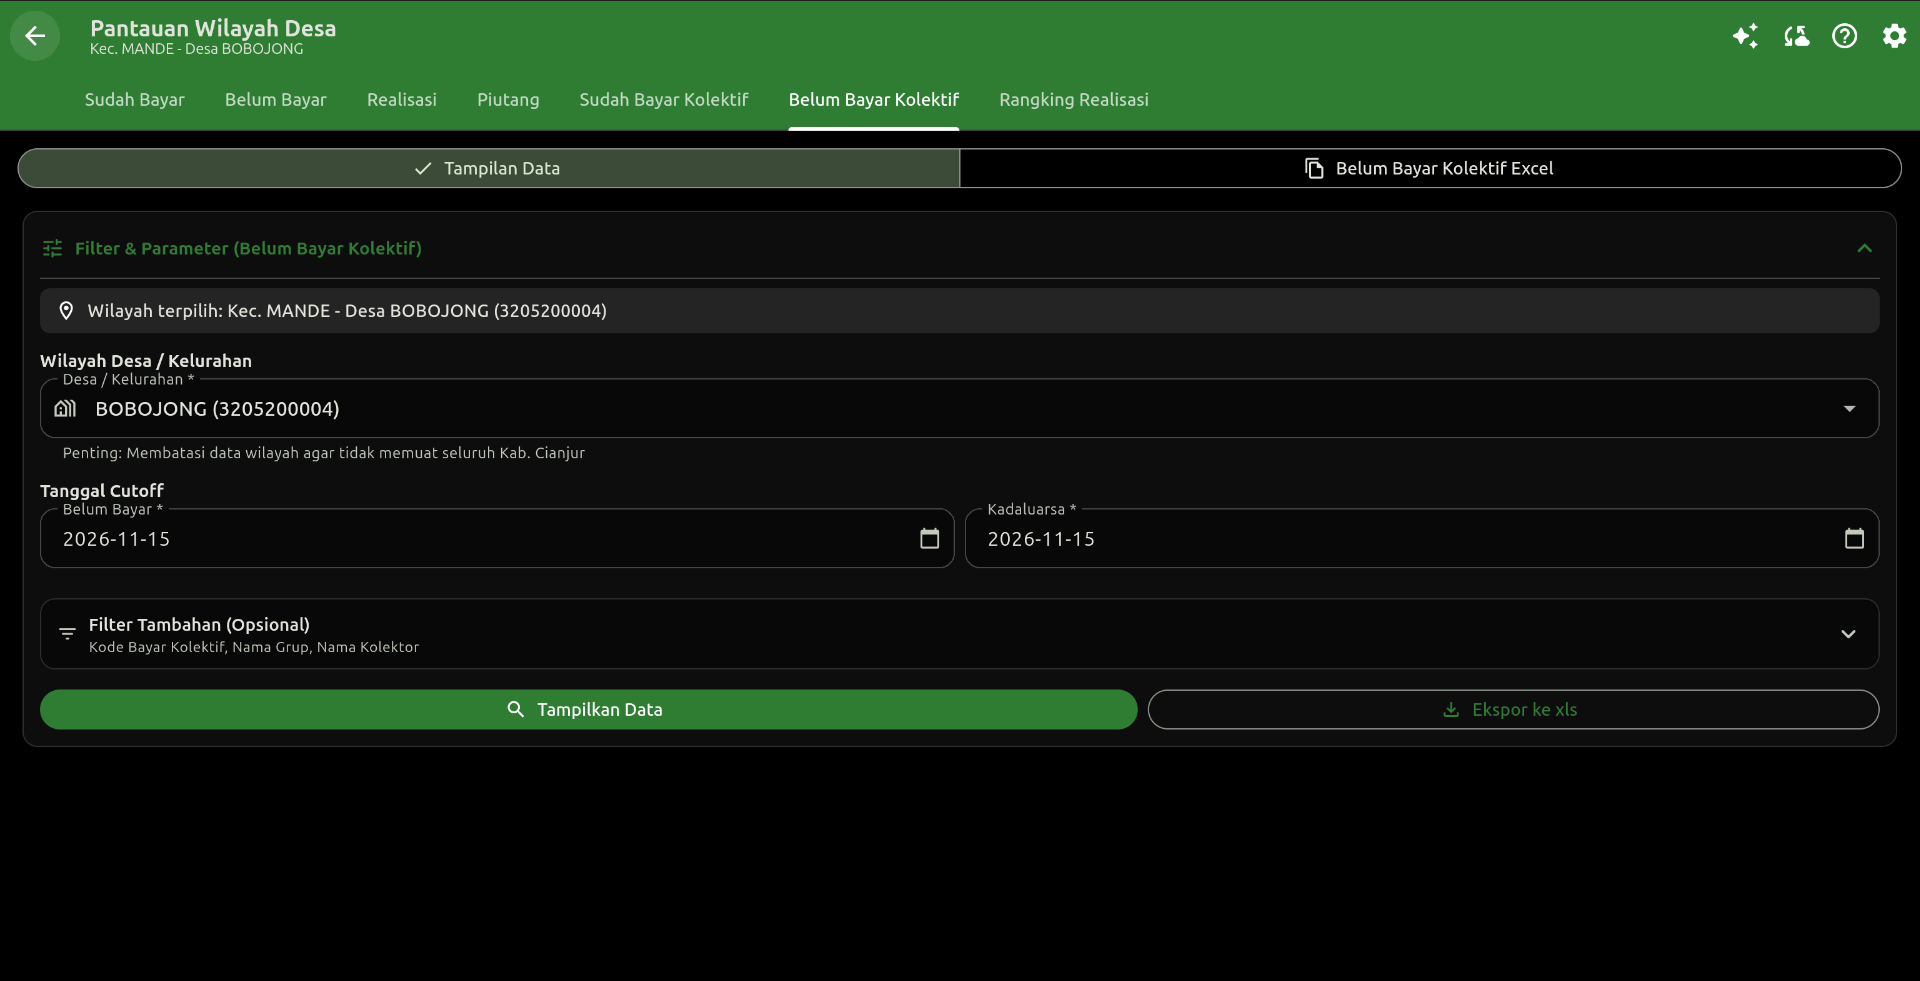 Pantauan Wilayah Desa
Kec. MANDE - Desa BOBOJONG
Sudah Bayar
Belum Bayar
Realisasi
Piutang
Sudah Bayar Kolektif
Belum Bayar Kolektif
Rangking Realisasi
Tampilan Data
Belum Bayar Kolektif Excel
Filter & Parameter (Belum Bayar Kolektif)
Wilayah terpilih: Kec. MANDE - Desa BOBOJONG (3205200004)
Wilayah Desa / Kelurahan
Desa / Kelurahan *
BOBOJONG (3205200004)
Penting: Membatasi data wilayah agar tidak memuat seluruh Kab. Cianjur
Tanggal Cutoff
Belum Bayar *
2026-11-15
Kadaluarsa *
2026-11-15
Filter Tambahan (Opsional)
Kode Bayar Kolektif, Nama Grup, Nama Kolektor
Tampilkan Data
Ekspor ke xls